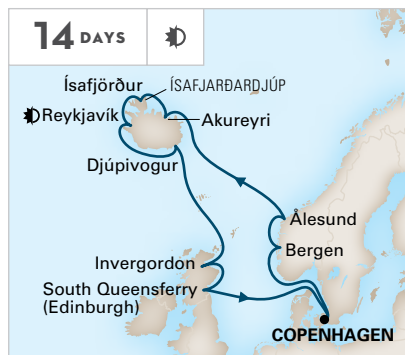 14 DAYS
Ísafjörður
ÍSAFJARÐARDJÚP
Reykjavík
Akureyri
Djúpivogur
Ålesund
Bergen
Invergordon
South Queensferry
(Edinburgh)
COPENHAGEN